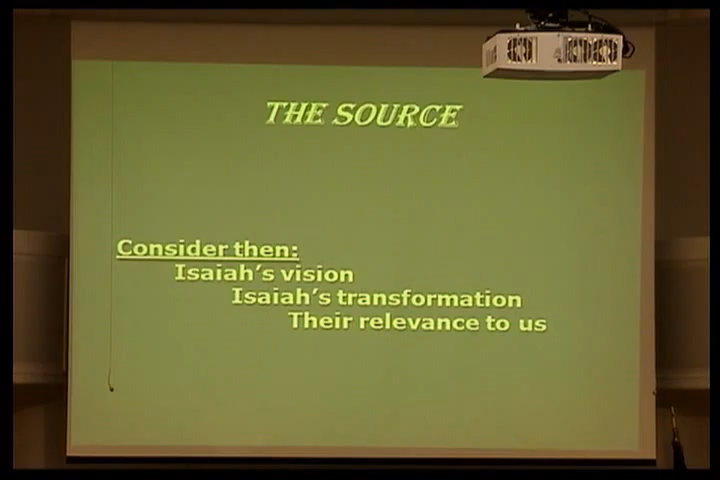 THE SOURCE
Consider then:
Isaiah's vision
Isaiah's transformation
Their relevance to us